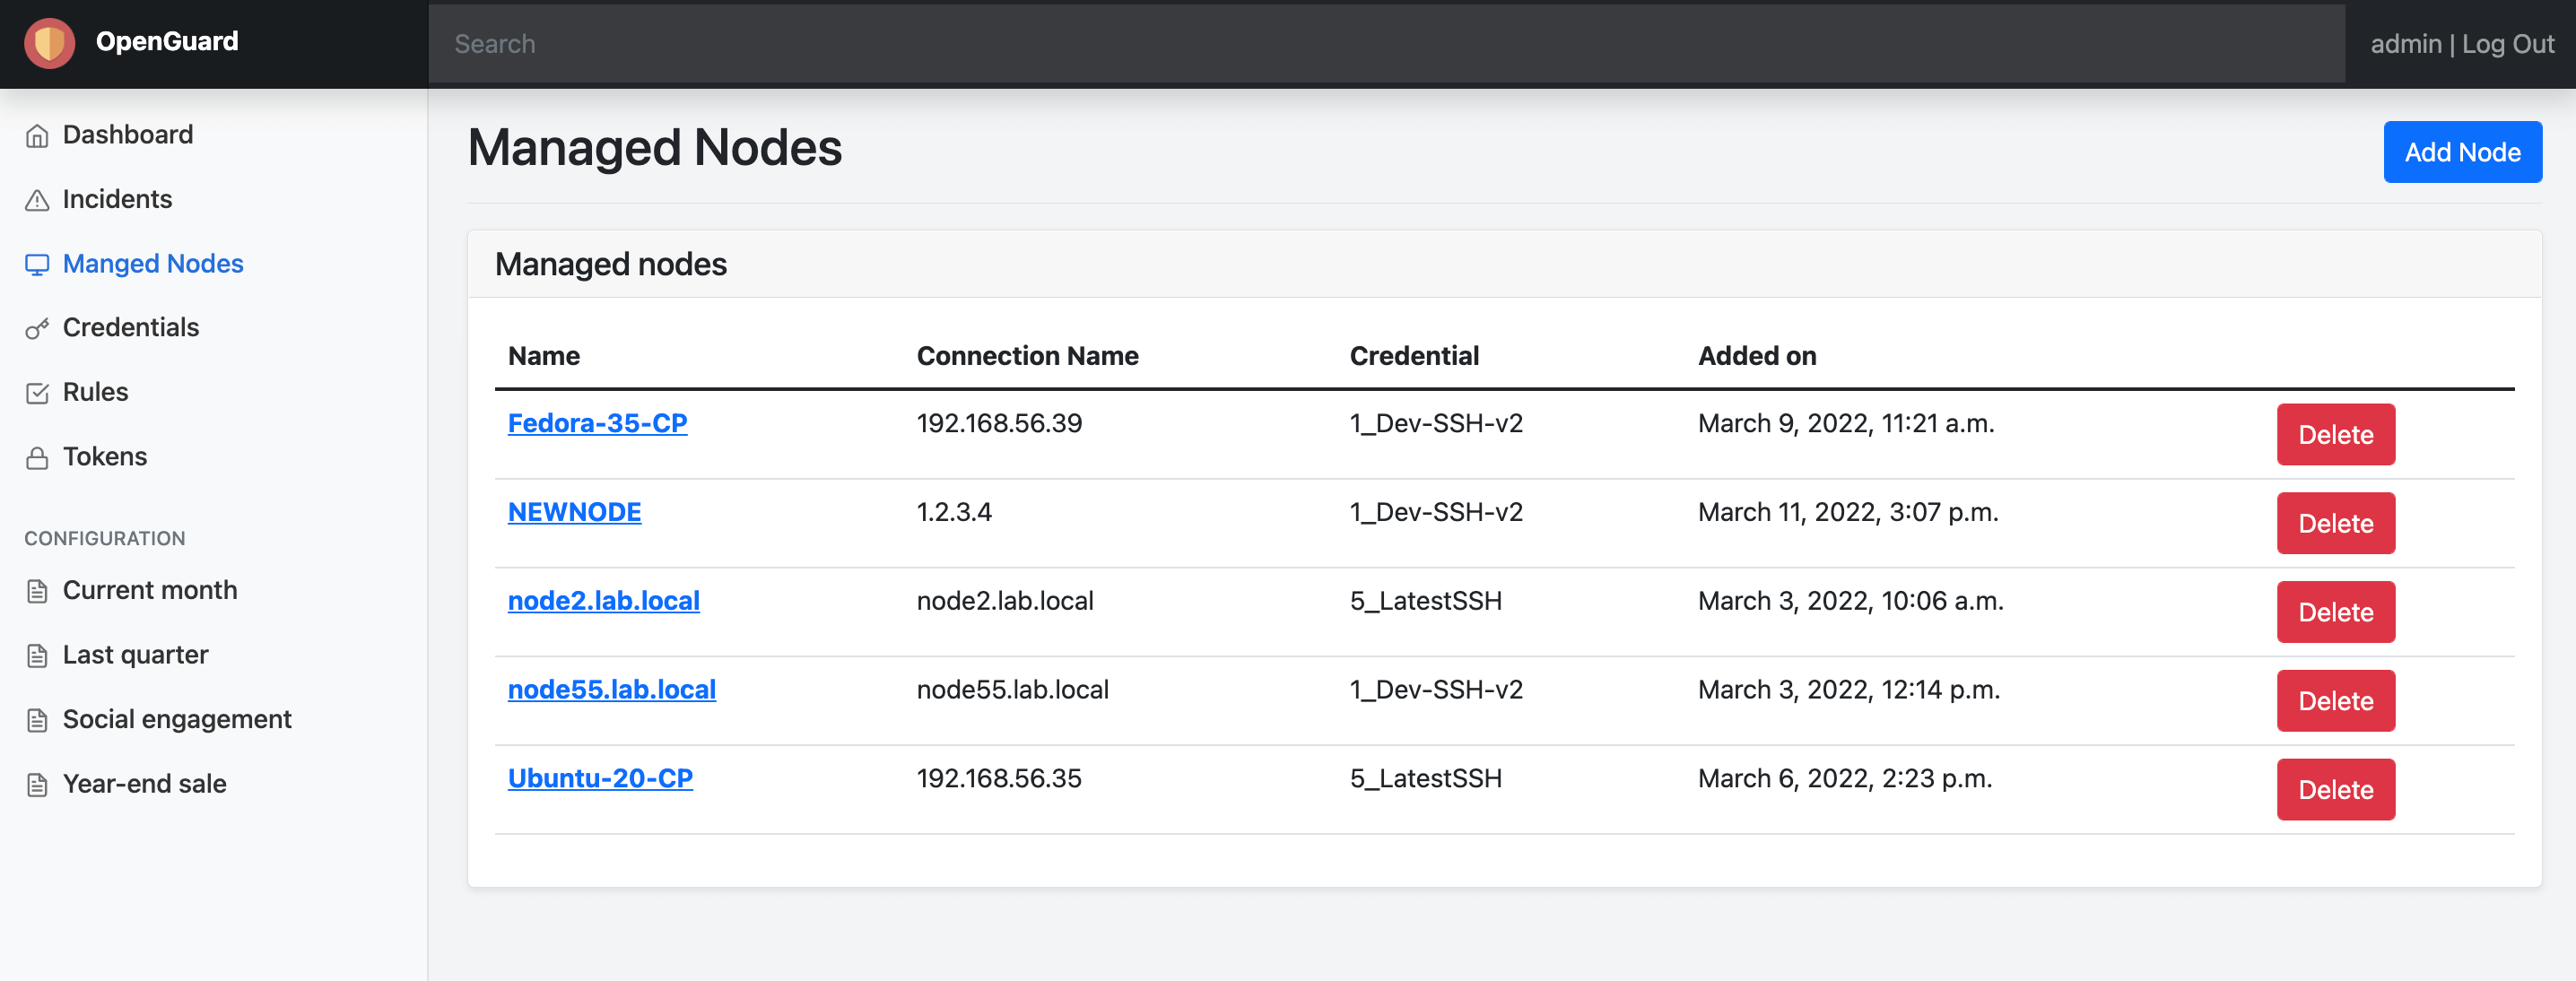 OpenGuard
Search
admin | Log Out
Dashboard
Incidents
Manged Nodes
Credentials
Rules
Tokens
CONFIGURATION
Current month
Last quarter
Social engagement
Year-end sale
Managed Nodes
Add Node
Managed nodes
Name Connection Name Credential Added on
Fedora-35-CP 192.168.56.39 1_Dev-SSH-v2 March 9, 2022, 11:21 a.m. Delete
NEWNODE 1.2.3.4 1_Dev-SSH-v2 March 11, 2022, 3:07 p.m. Delete
node2.lab.local node2.lab.local 5_LatestSSH March 3, 2022, 10:06 a.m. Delete
node55.lab.local node55.lab.local 1_Dev-SSH-v2 March 3, 2022, 12:14 p.m. Delete
Ubuntu-20-CP 192.168.56.35 5_LatestSSH March 6, 2022, 2:23 p.m. Delete